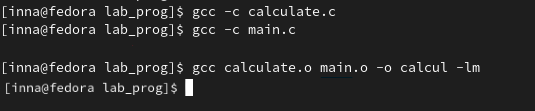 [inna@fedora lab_prog]$ gcc -c calculate.c
[inna@fedora lab_prog]$ gcc -c main.c
[inna@fedora lab_prog]$ gcc calculate.o main.o -o calcul -lm
[inna@fedora lab_prog]$